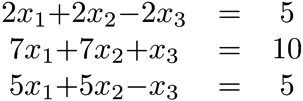 2x₁+2x₂−2x₃ = 5
7x₁+7x₂+x₃ = 10
5x₁+5x₂−x₃ = 5